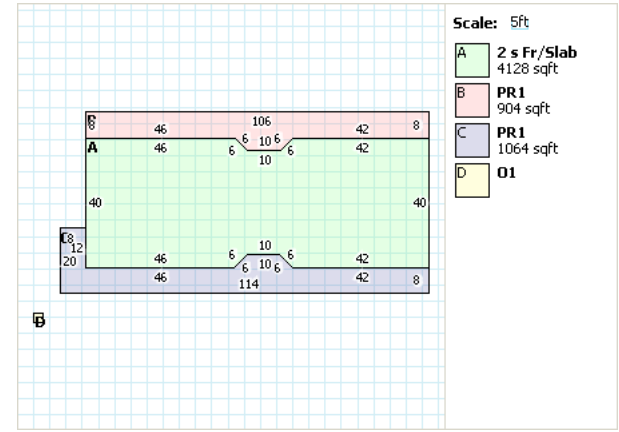 Scale: 5ft
A 2 s Fr/Slab
4128 sqft
B PR1
904 sqft
C PR1
1064 sqft
D O1
B
8 46 106 42 8
6 10 6
A 46 6 10 6 42
40 40
C 8
12
20
46 6 10 6 42
46 6 10 6 42 8
114
D